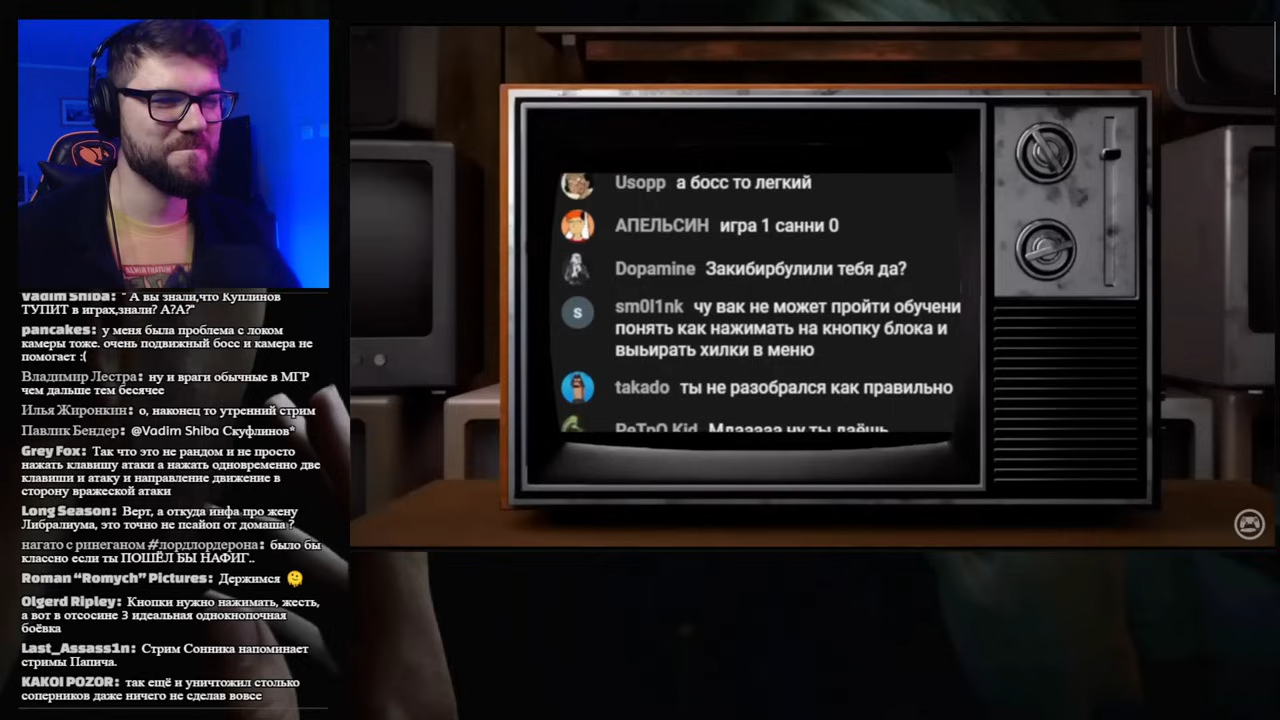 Vadim Shiba: " А вы знали,что Куплинов
ТУПИТ в играх,знали? А?А?"
pancakes: у меня была проблема с локом
камеры тоже. очень подвижный босс и камера не
помогает :(
Владимир Лестра: ну и враги обычные в МГР
чем дальше тем бесячее
Илья Жиронкин: о, наконец то утренний стрим
Павлик Бендер: @Vadim Shiba Скуфлинов*
Grey Fox: Так что это не рандом и не просто
нажать клавишу атаки а нажать одновременно две
клавиши и атаку и направление движение в
сторону вражеской атаки
Long Season: Верт, а откуда инфа про жену
Либралиума, это точно не псайоп от домаша ?
нагато с ринеганом #лордлордерона: было бы
классно если ты ПОШЁЛ БЫ НАФИГ..
Roman “Romych” Pictures: Держимся 🫠
Olgerd Ripley: Кнопки нужно нажимать, жесть,
а вот в отсосине 3 идеальная однокнопочная
боёвка
Last_Assass1n: Стрим Сонника напоминает
стримы Папича.
KAKOI POZOR: так ещё и уничтожил столько
соперников даже ничего не сделав вовсе
Usopp а босс то легкий
АПЕЛЬСИН игра 1 санни 0
Dopamine Закибирбулили тебя да?
s
sm0l1nk чу вак не может пройти обучени
понять как нажимать на кнопку блока и
выьирать хилки в меню
takado ты не разобрался как правильно
ReTrO Kid Мдааааа ну ты даёшь